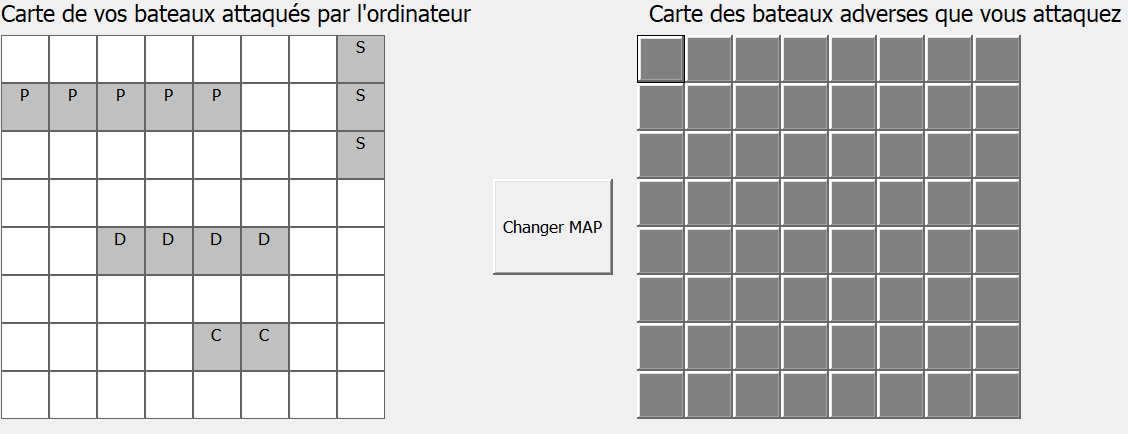 Carte de vos bateaux attaqués par l'ordinateur
Carte des bateaux adverses que vous attaquez
S
P P P P P S
S
Changer MAP
D D D D
C C